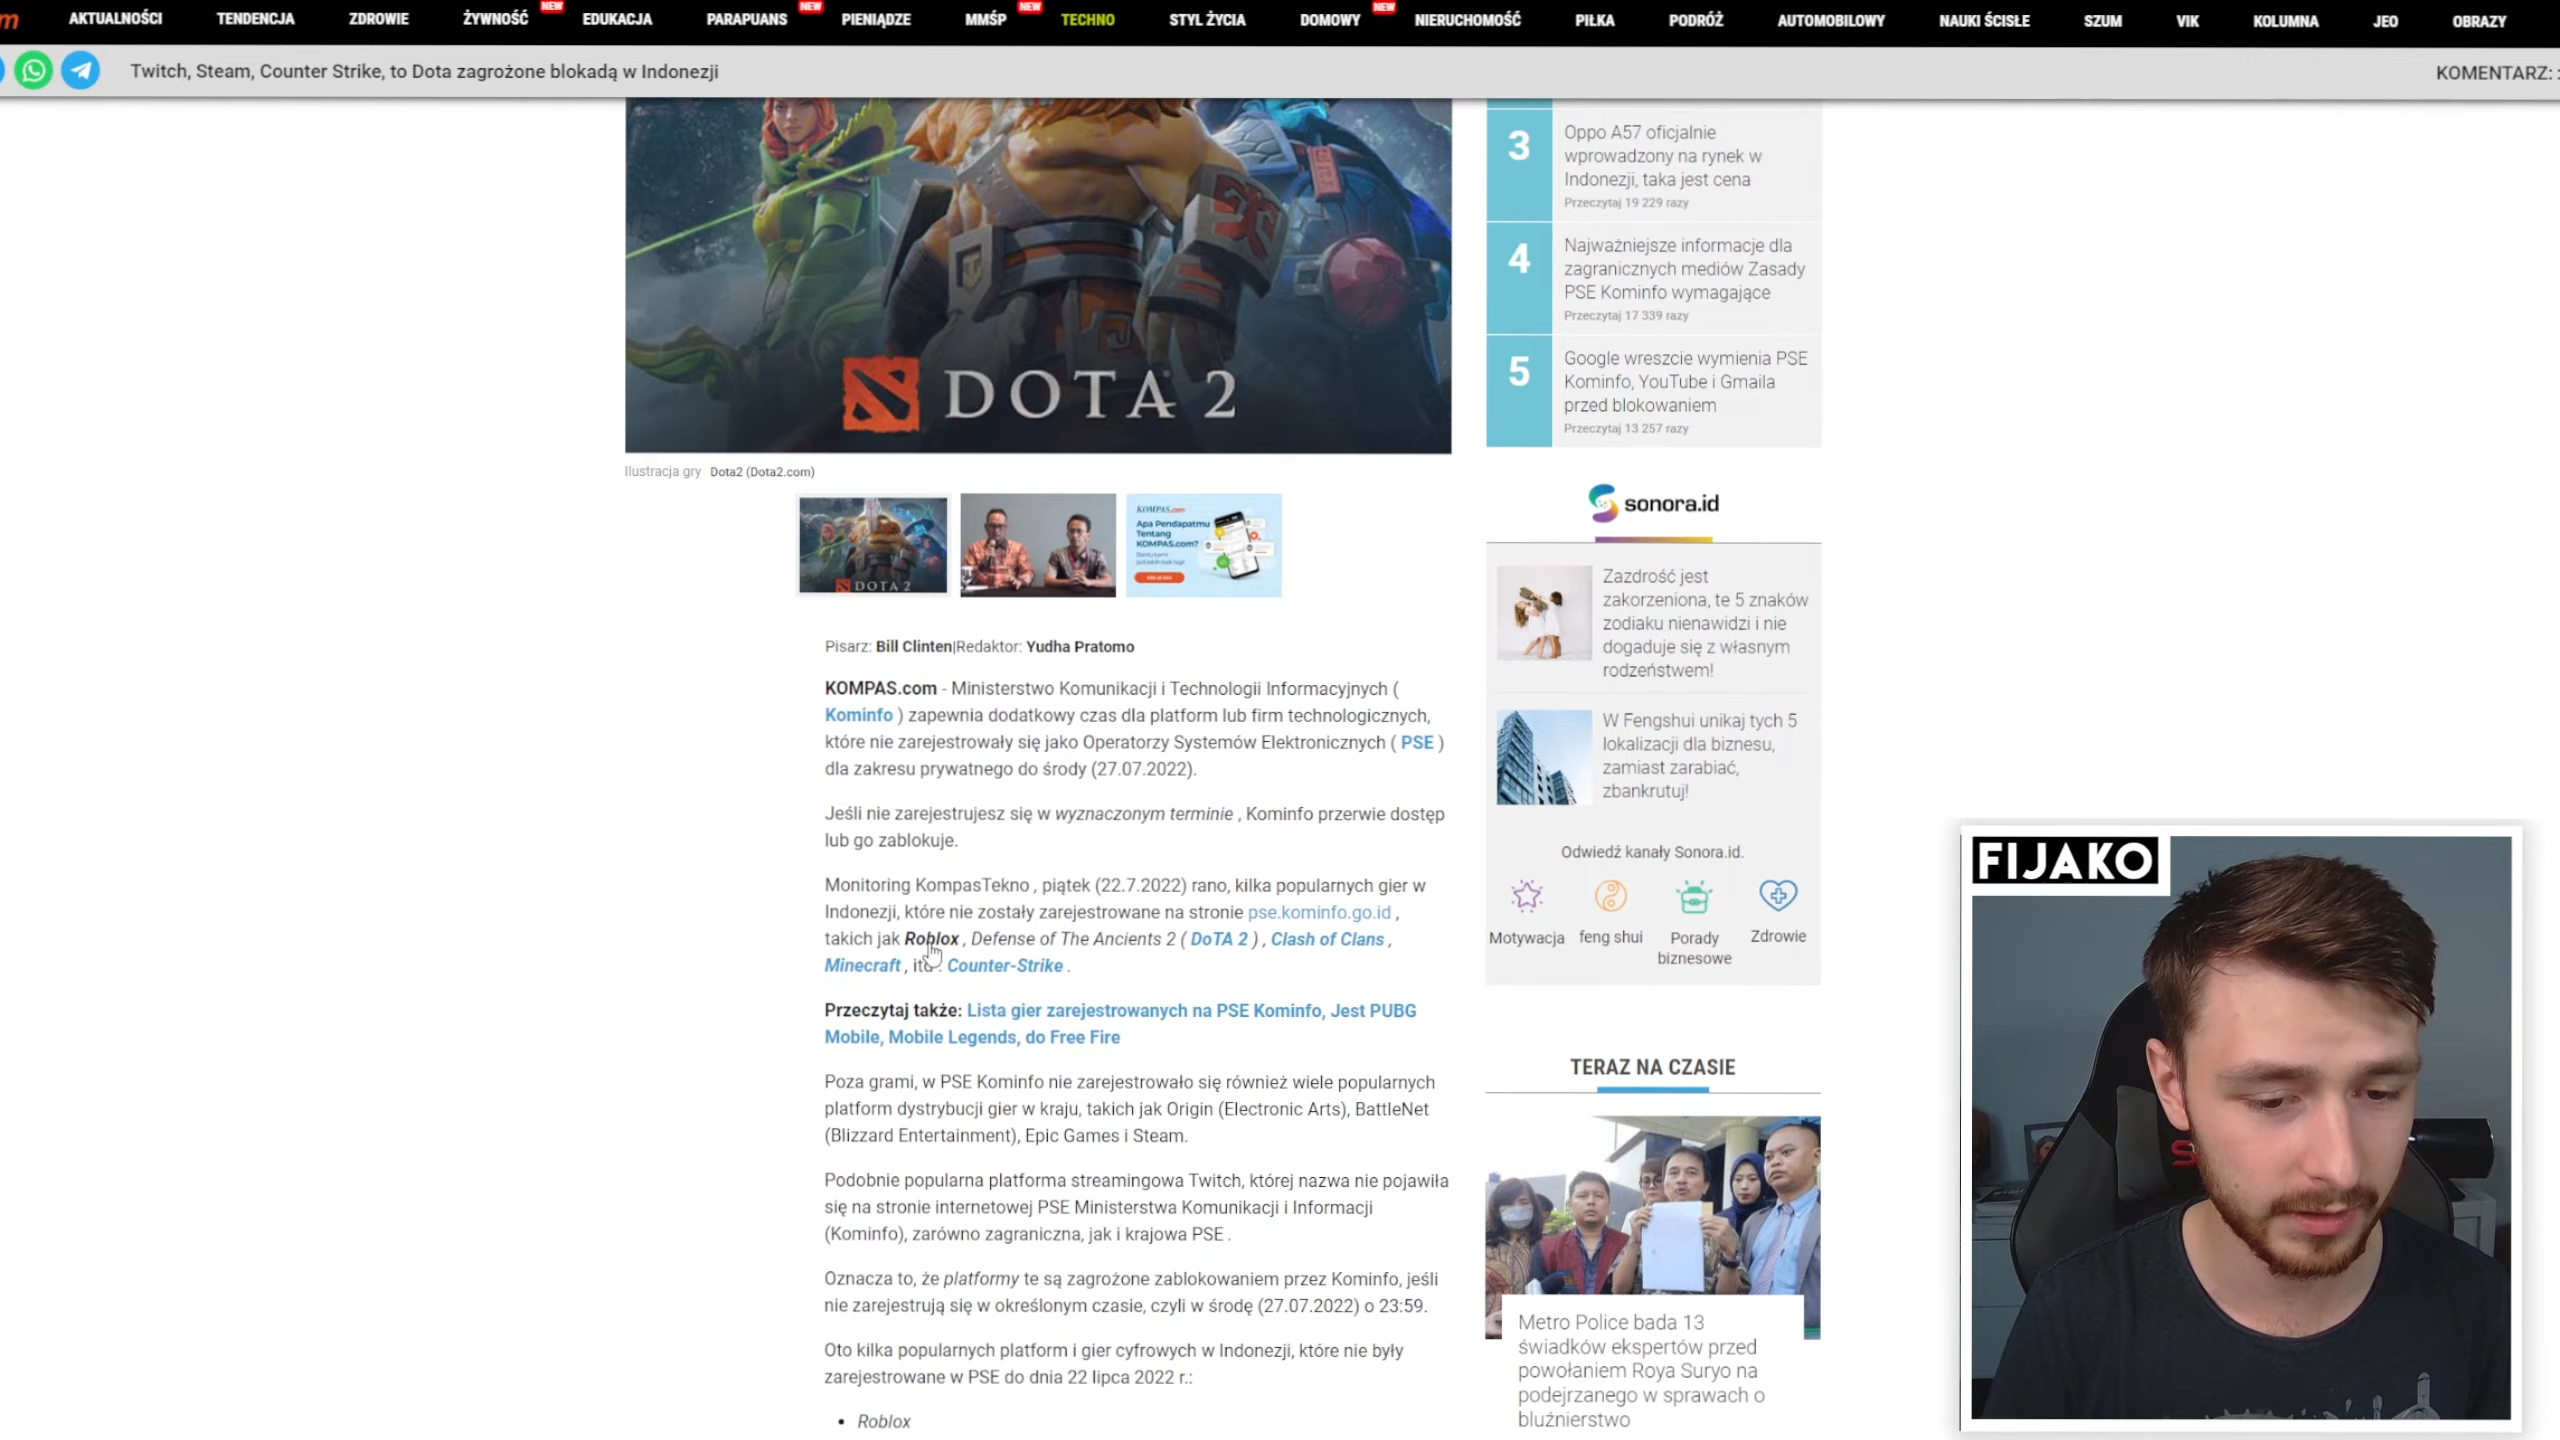 m AKTUALNOŚCI TENDENCJA ZDROWIE ŻYWNOŚĆ NEW EDUKACJA PARAPUANS NEW PIENIĄDZE MMŚP NEW TECHNO STYL ŻYCIA DOMOWY NEW NIERUCHOMOŚĆ PIŁKA PODRÓŻ AUTOMOBILOWY NAUKI ŚCISŁE SZUM VIK KOLUMNA JEO OBRAZY
Twitch, Steam, Counter Strike, to Dota zagrożone blokadą w Indonezji
KOMENTARZ: :
DOTA 2
Ilustracja gry Dota2 (Dota2.com)
DOTA 2
KOMPAS.com
Apa Pendapatmu
Tentang
KOMPAS.com?
Pisarz: Bill Clinten|Redaktor: Yudha Pratomo
KOMPAS.com - Ministerstwo Komunikacji i Technologii Informacyjnych (
Kominfo ) zapewnia dodatkowy czas dla platform lub firm technologicznych,
które nie zarejestrowały się jako Operatorzy Systemów Elektronicznych ( PSE )
dla zakresu prywatnego do środy (27.07.2022).
Jeśli nie zarejestrujesz się w wyznaczonym terminie , Kominfo przerwie dostęp
lub go zablokuje.
Monitoring KompasTekno , piątek (22.7.2022) rano, kilka popularnych gier w
Indonezji, które nie zostały zarejestrowane na stronie pse.kominfo.go.id ,
takich jak Roblox , Defense of The Ancients 2 ( DoTA 2 ) , Clash of Clans ,
Minecraft , itd . Counter-Strike .
Przeczytaj także: Lista gier zarejestrowanych na PSE Kominfo, Jest PUBG
Mobile, Mobile Legends, do Free Fire
Poza grami, w PSE Kominfo nie zarejestrowało się również wiele popularnych
platform dystrybucji gier w kraju, takich jak Origin (Electronic Arts), BattleNet
(Blizzard Entertainment), Epic Games i Steam.
Podobnie popularna platforma streamingowa Twitch, której nazwa nie pojawiła
się na stronie internetowej PSE Ministerstwa Komunikacji i Informacji
(Kominfo), zarówno zagraniczna, jak i krajowa PSE .
Oznacza to, że platformy te są zagrożone zablokowaniem przez Kominfo, jeśli
nie zarejestrują się w określonym czasie, czyli w środę (27.07.2022) o 23:59.
Oto kilka popularnych platform i gier cyfrowych w Indonezji, które nie były
zarejestrowane w PSE do dnia 22 lipca 2022 r.:
• Roblox
3
Oppo A57 oficjalnie
wprowadzony na rynek w
Indonezji, taka jest cena
Przeczytaj 19 229 razy
4
Najważniejsze informacje dla
zagranicznych mediów Zasady
PSE Kominfo wymagające
Przeczytaj 17 339 razy
5
Google wreszcie wymienia PSE
Kominfo, YouTube i Gmaila
przed blokowaniem
Przeczytaj 13 257 razy
sonora.id
Zazdrość jest
zakorzeniona, te 5 znaków
zodiaku nienawidzi i nie
dogaduje się z własnym
rodzeństwem!
W Fengshui unikaj tych 5
lokalizacji dla biznesu,
zamiast zarabiać,
zbankrutuj!
Odwiedź kanały Sonora.id.
Motywacja feng shui Porady Zdrowie
biznesowe
TERAZ NA CZASIE
Metro Police bada 13
świadków ekspertów przed
powołaniem Roya Suryo na
podejrzanego w sprawach o
bluźnierstwo
FIJAKO